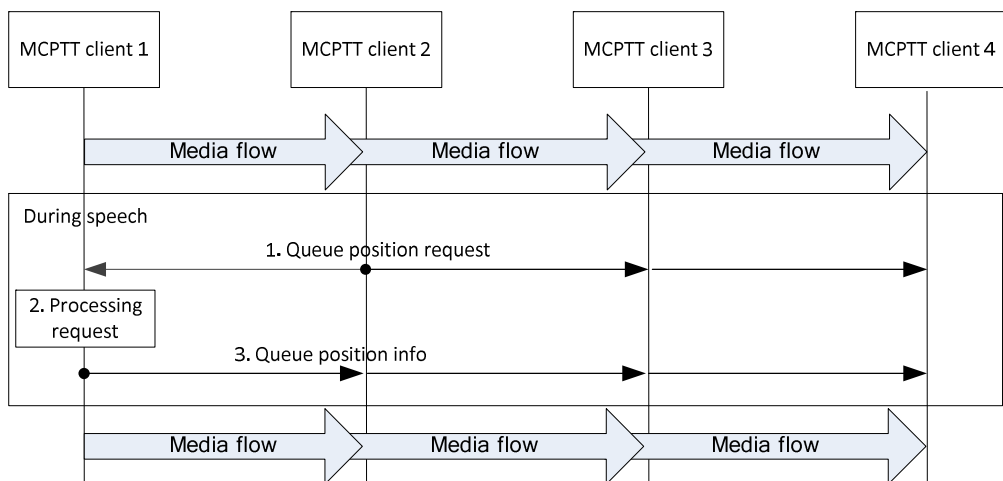 MCPTT client 1
MCPTT client 2
MCPTT client 3
MCPTT client 4
Media flow
Media flow
Media flow
During speech
1. Queue position request
2. Processing
request
3. Queue position info
Media flow
Media flow
Media flow